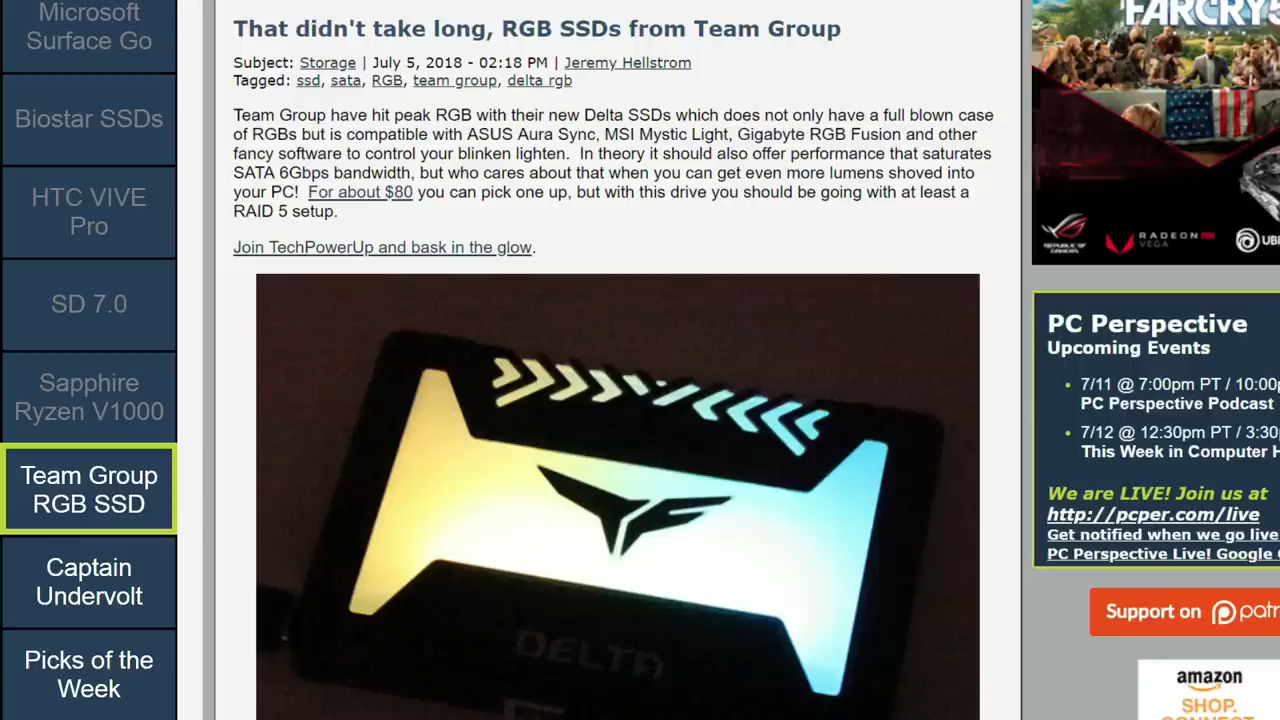 Microsoft
Surface Go
Biostar SSDs
HTC VIVE
Pro
SD 7.0
Sapphire
Ryzen V1000
Team Group
RGB SSD
Captain
Undervolt
Picks of the
Week
That didn't take long, RGB SSDs from Team Group
Subject: Storage | July 5, 2018 - 02:18 PM | Jeremy Hellstrom
Tagged: ssd, sata, RGB, team group, delta rgb
Team Group have hit peak RGB with their new Delta SSDs which does not only have a full blown case
of RGBs but is compatible with ASUS Aura Sync, MSI Mystic Light, Gigabyte RGB Fusion and other
fancy software to control your blinken lighten. In theory it should also offer performance that saturates
SATA 6Gbps bandwidth, but who cares about that when you can get even more lumens shoved into
your PC! For about $80 you can pick one up, but with this drive you should be going with at least a
RAID 5 setup.
Join TechPowerUp and bask in the glow.
DELTA
FARCRY5
REPUBLIC OF
GAMERS
RADEON
VEGA
UBI
PC Perspective
Upcoming Events
• 7/11 @ 7:00pm PT / 10:00p
PC Perspective Podcast
• 7/12 @ 12:30pm PT / 3:30
This Week in Computer H
We are LIVE! Join us at
http://pcper.com/live
Get notified when we go live
PC Perspective Live! Google C
Support on patr
amazon
SHOP.